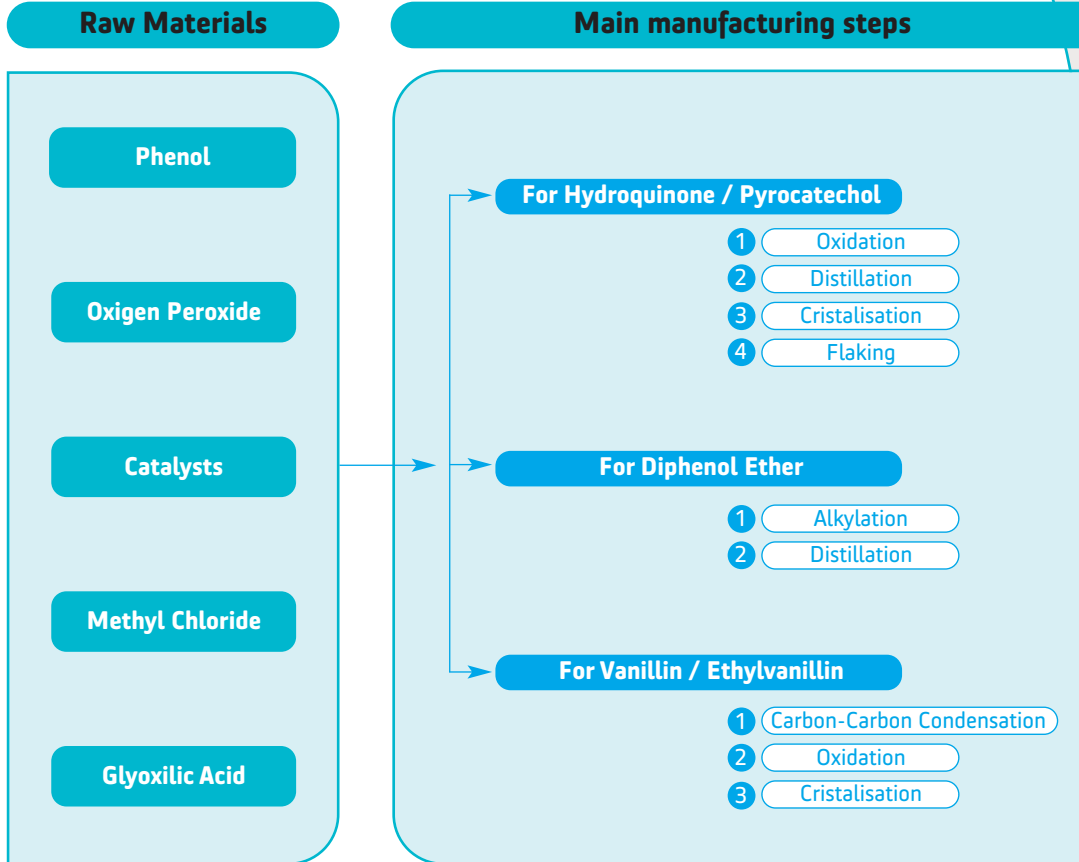 Raw Materials
Main manufacturing steps
Phenol
Oxigen Peroxide
Catalysts
Methyl Chloride
Glyoxilic Acid
For Hydroquinone / Pyrocatechol
1 Oxidation
2 Distillation
3 Cristalisation
4 Flaking
For Diphenol Ether
1 Alkylation
2 Distillation
For Vanillin / Ethylvanillin
1 Carbon-Carbon Condensation
2 Oxidation
3 Cristalisation